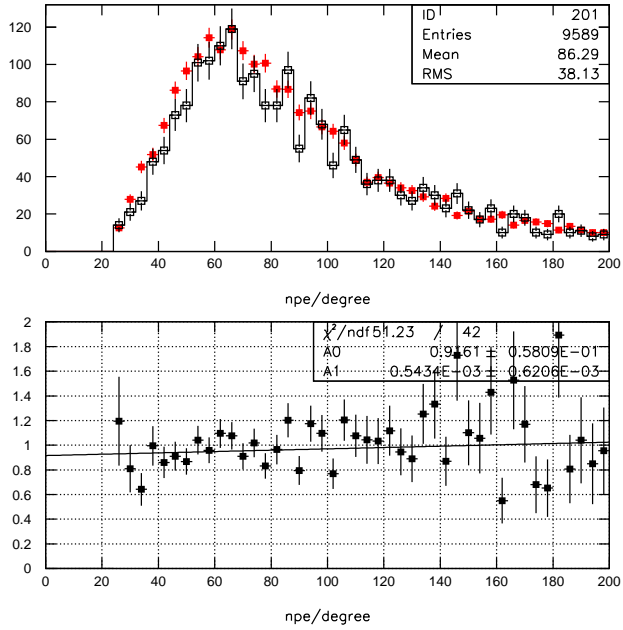 ID 201
Entries 9589
Mean 86.29
RMS 38.13
120
100
80
60
40
20
0
0 20 40 60 80 100 120 140 160 180 200
npe/degree
2
1.8
1.6
1.4
1.2
1
0.8
0.6
0.4
0.2
0
χ²/ndf 51.23 / 42
A0 0.9161 ± 0.5809E-01
A1 0.5434E-03 ± 0.6206E-03
0 20 40 60 80 100 120 140 160 180 200
npe/degree